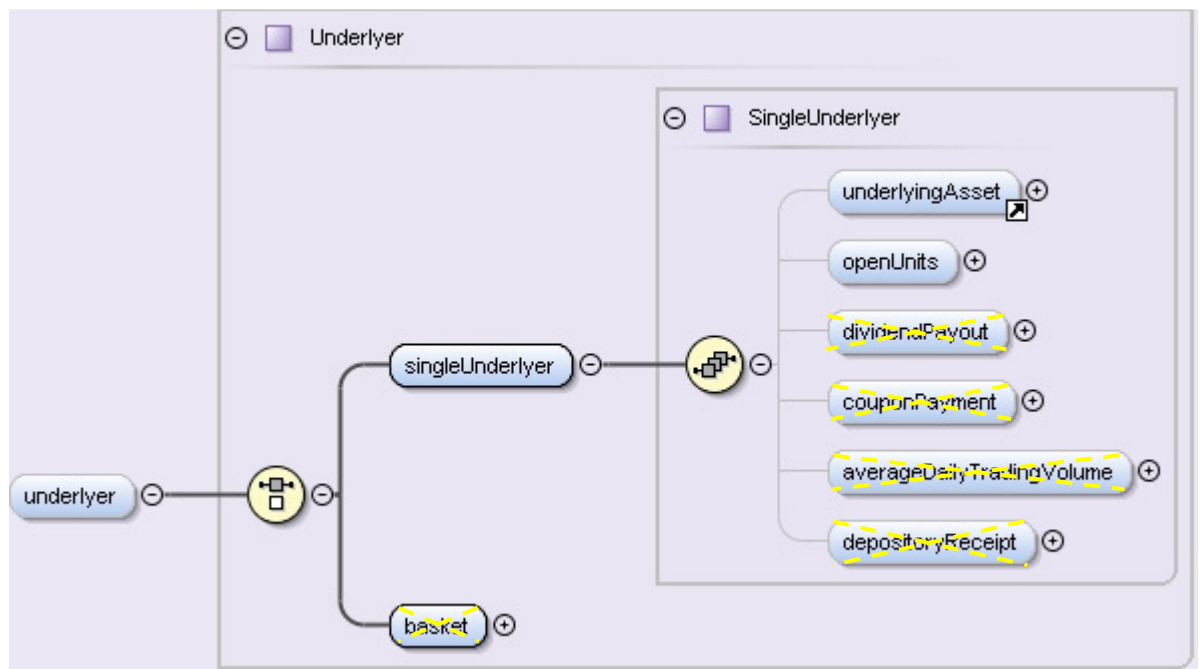 Underlyer
SingleUnderlyer
underlyingAsset
openUnits
dividendPayout
singleUnderlyer
couponPayment
averageDailyTradingVolume
underlyer
depositoryReceipt
basket